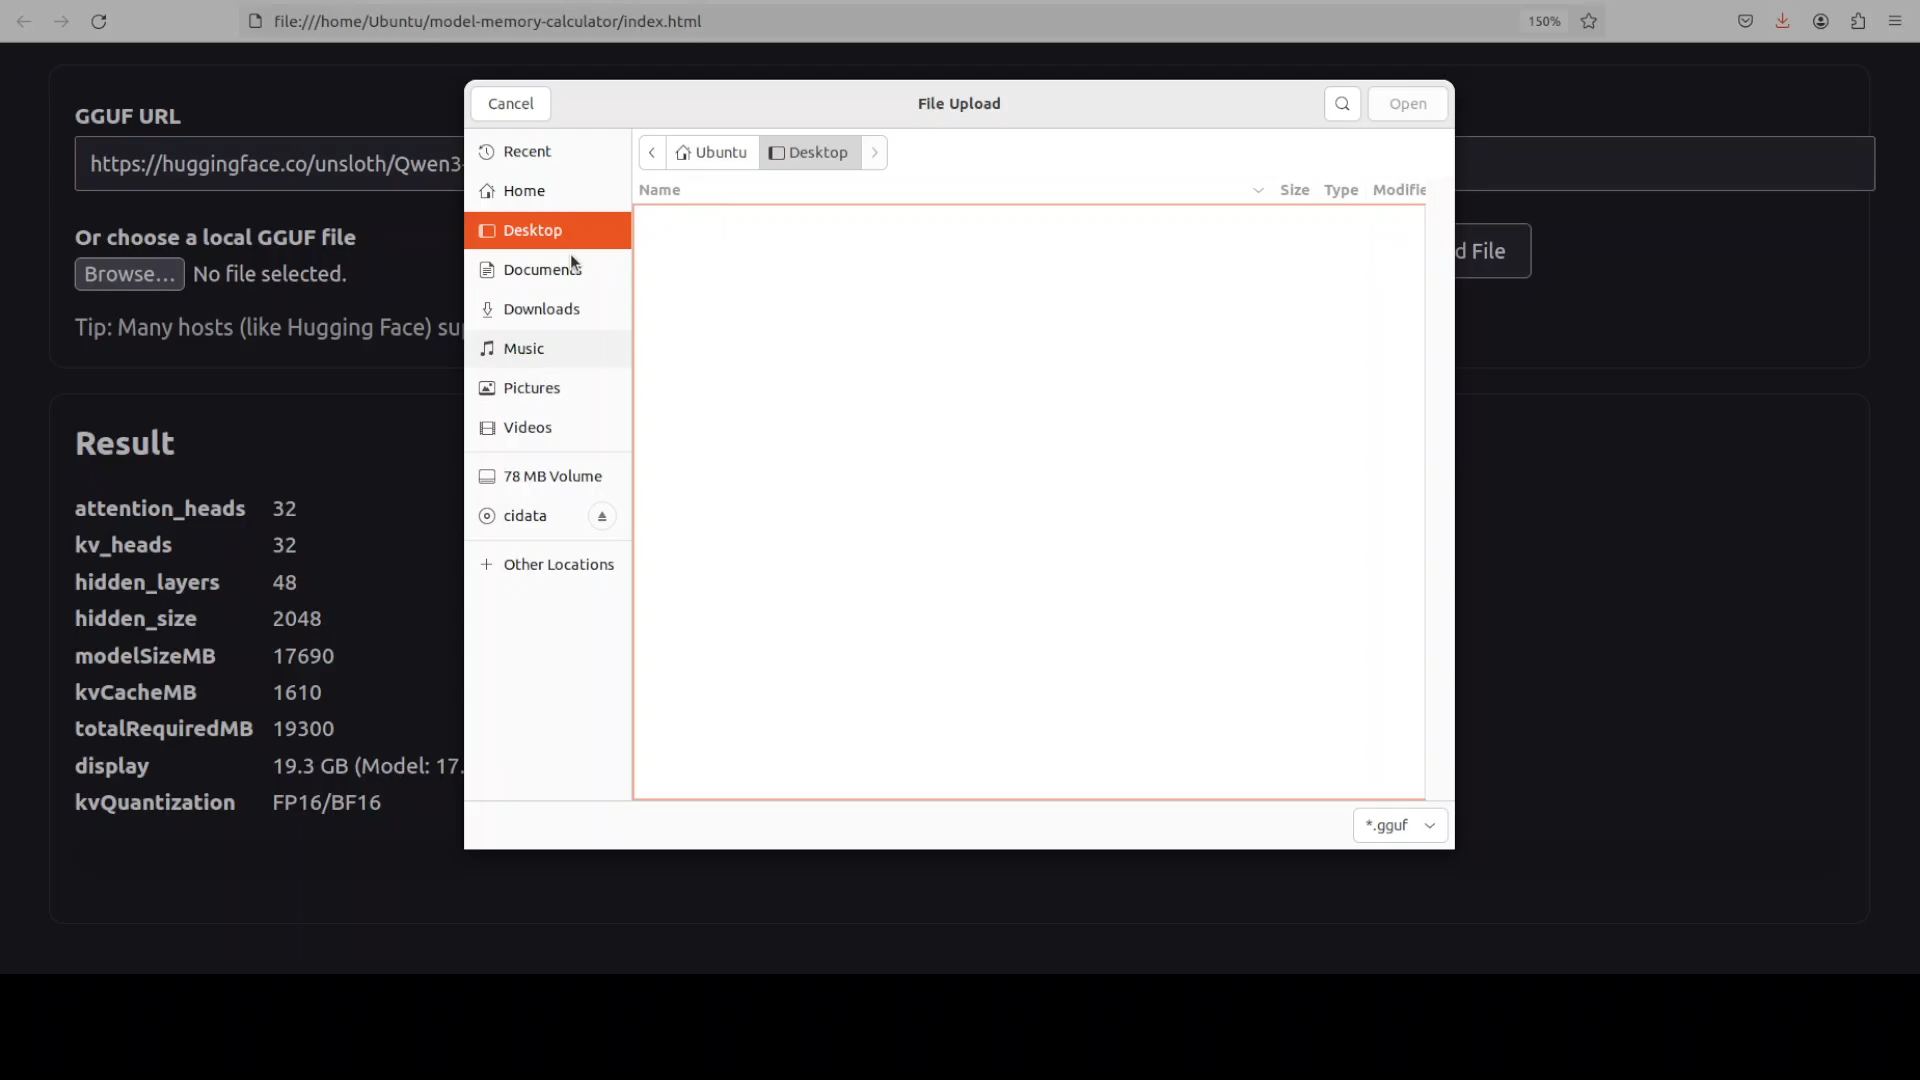 file:///home/Ubuntu/model-memory-calculator/index.html
150%
GGUF URL
https://huggingface.co/unsloth/Qwen3-
Or choose a local GGUF file
Browse... No file selected.
d File
Tip: Many hosts (like Hugging Face) su
Result
attention_heads 32
kv_heads 32
hidden_layers 48
hidden_size 2048
modelSizeMB 17690
kvCacheMB 1610
totalRequiredMB 19300
display 19.3 GB (Model: 17.
kvQuantization FP16/BF16
Cancel
File Upload
Open
Recent
Home
Desktop
Documents
Downloads
Music
Pictures
Videos
78 MB Volume
cidata
Other Locations
Ubuntu Desktop
Name Size Type Modifie
*.gguf